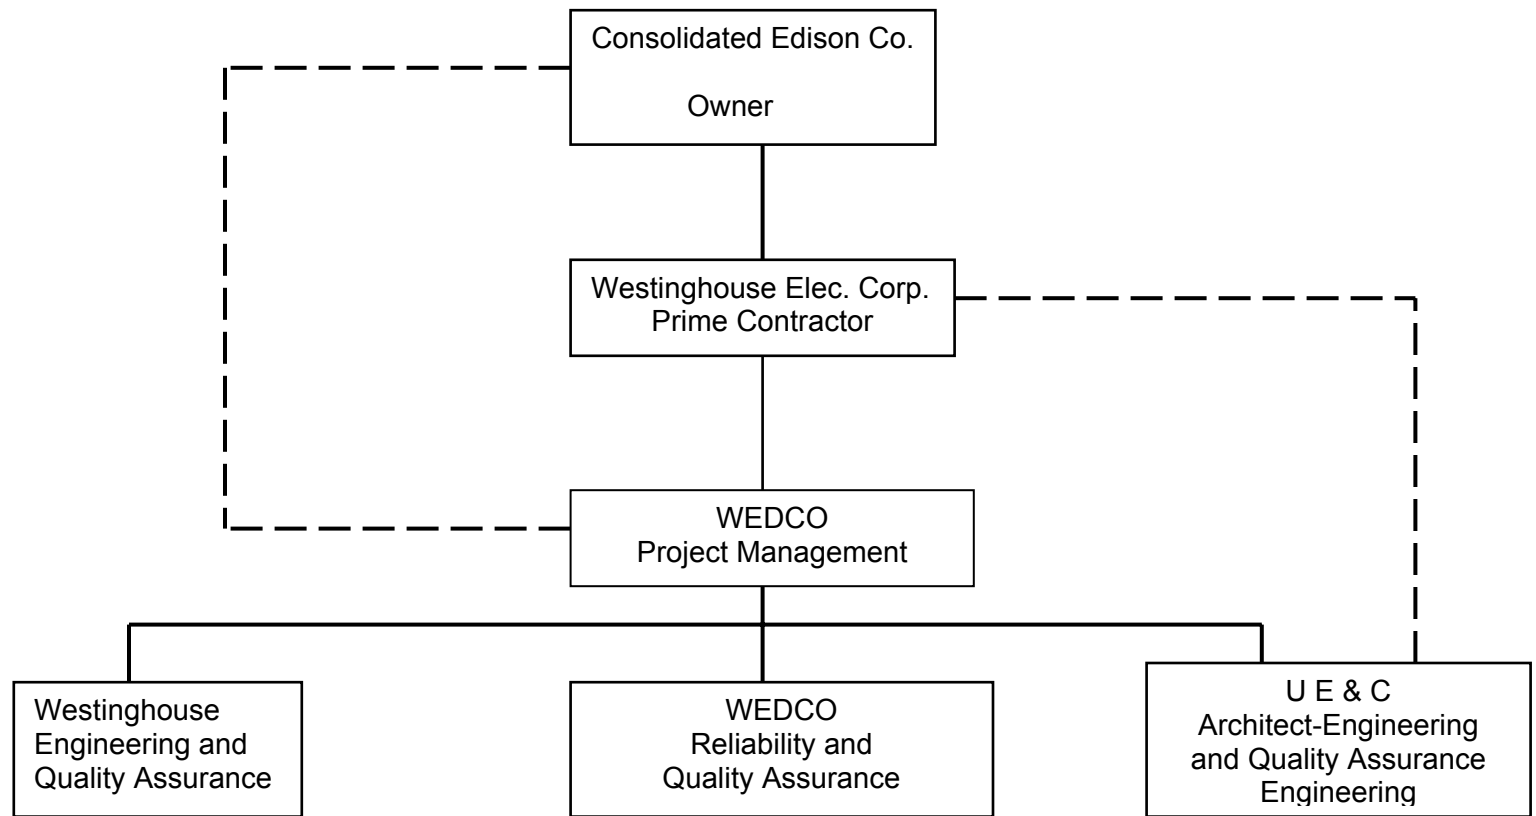 Consolidated Edison Co.
Owner
Westinghouse Elec. Corp.
Prime Contractor
WEDCO
Project Management
Westinghouse
Engineering and
Quality Assurance
WEDCO
Reliability and
Quality Assurance
U E & C
Architect-Engineering
and Quality Assurance
Engineering